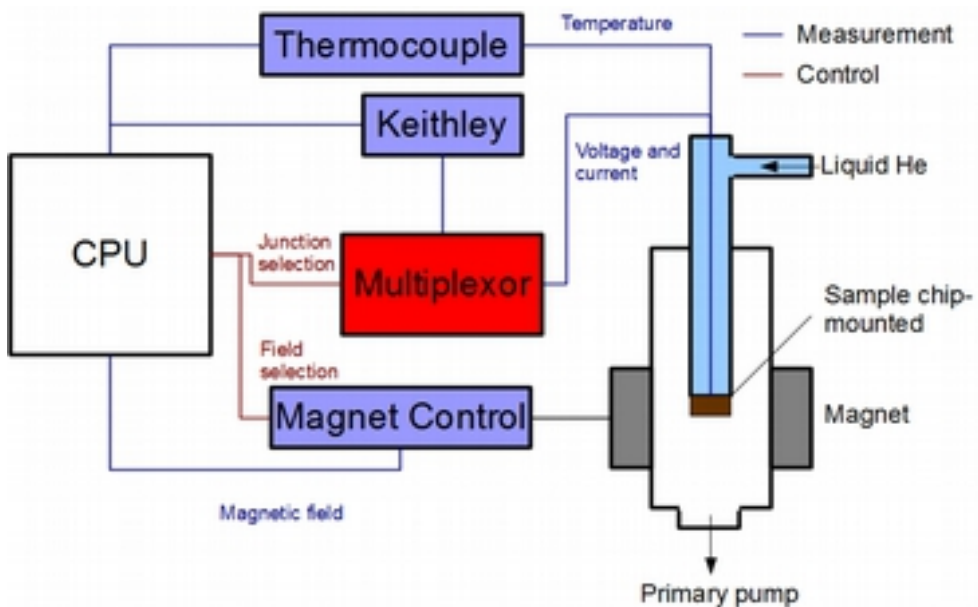 Thermocouple
Temperature
Measurement
Control
Keithley
Voltage and
current
Liquid He
CPU
Junction
selection
Multiplexor
Sample chip-
mounted
Field
selection
Magnet Control
Magnet
Magnetic field
Primary pump